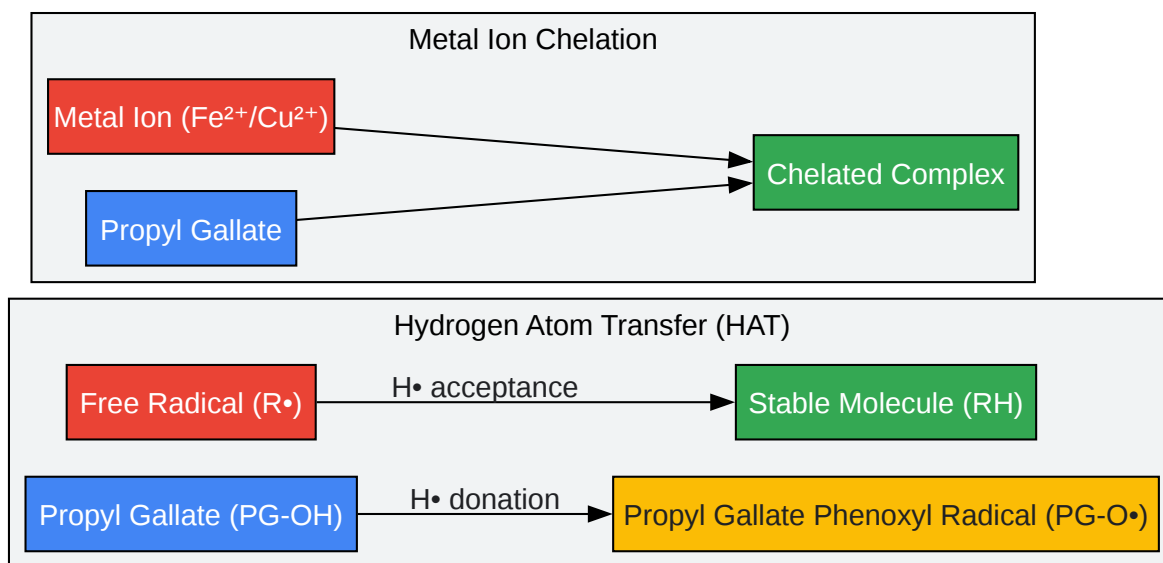 Metal Ion Chelation
Metal Ion (Fe²⁺/Cu²⁺)
Chelated Complex
Propyl Gallate
Hydrogen Atom Transfer (HAT)
Free Radical (R•)
H• acceptance
Stable Molecule (RH)
Propyl Gallate (PG-OH)
H• donation
Propyl Gallate Phenoxyl Radical (PG-O•)